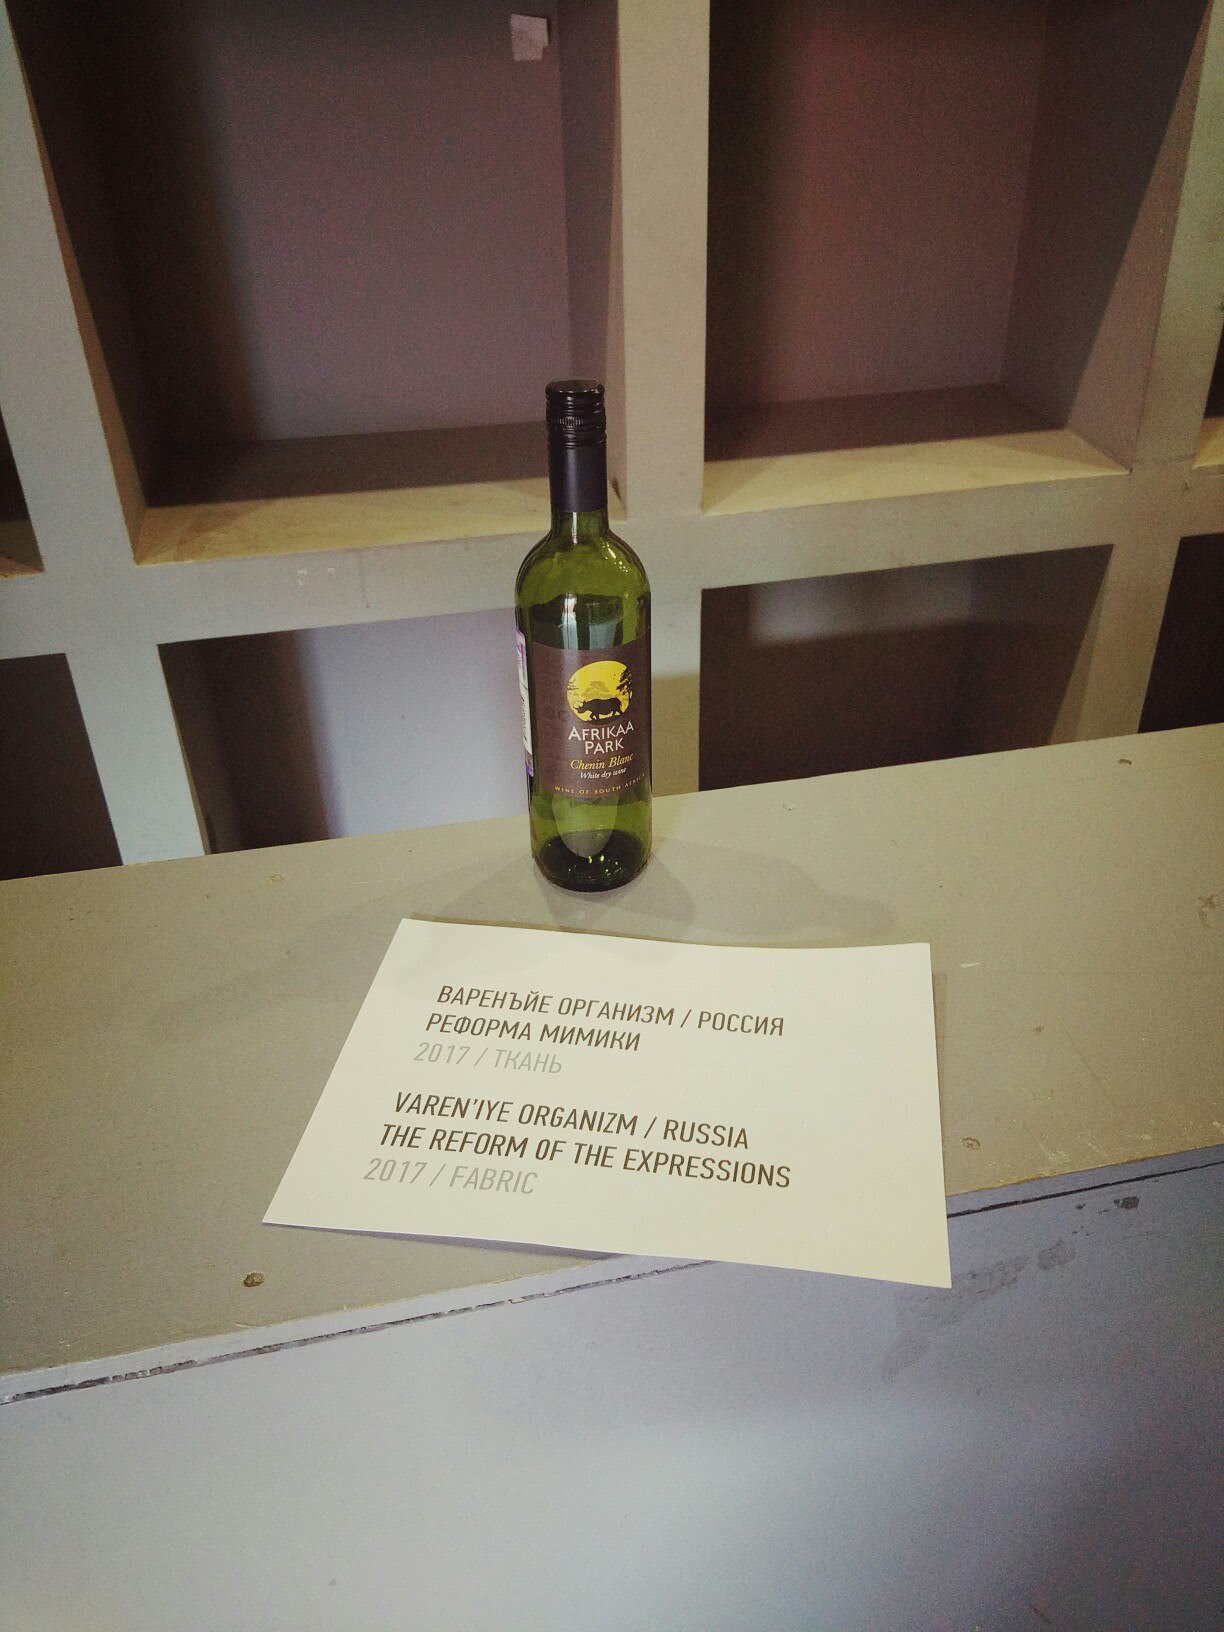 AFRIKAA
PARK
Chenin Blanc
White dry wine
WINE OF SOUTH AFRICA
ВАРЕНЪЙЕ ОРГАНИЗМ / РОССИЯ
РЕФОРМА МИМИКИ
2017 / ТКАНЬ
VAREN'IYE ORGANIZM / RUSSIA
THE REFORM OF THE EXPRESSIONS
2017 / FABRIC